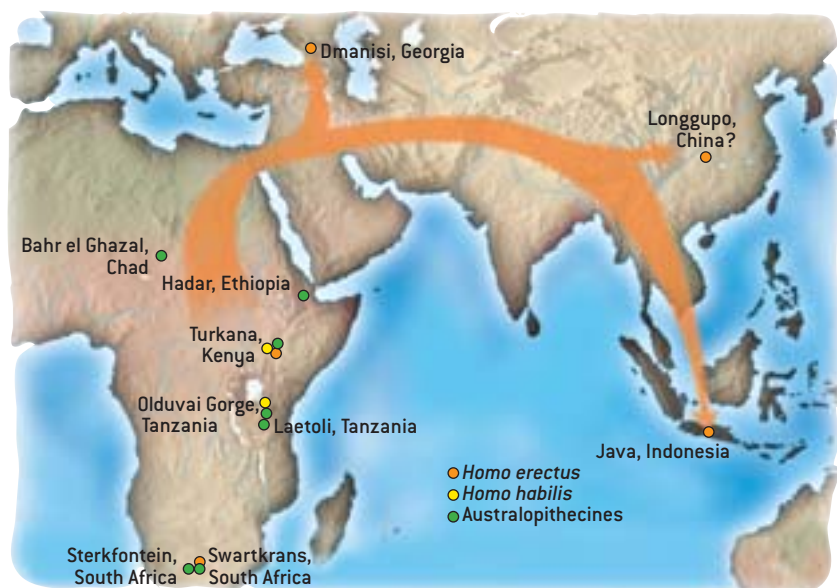 Dmanisi, Georgia
Longgupo,
China?
Bahr el Ghazal,
Chad
Hadar, Ethiopia
Turkana,
Kenya
Olduvai Gorge,
Tanzania
Laetoli, Tanzania
Java, Indonesia
Homo erectus
Homo habilis
Australopithecines
Sterkfontein,
South Africa
Swartkrans,
South Africa